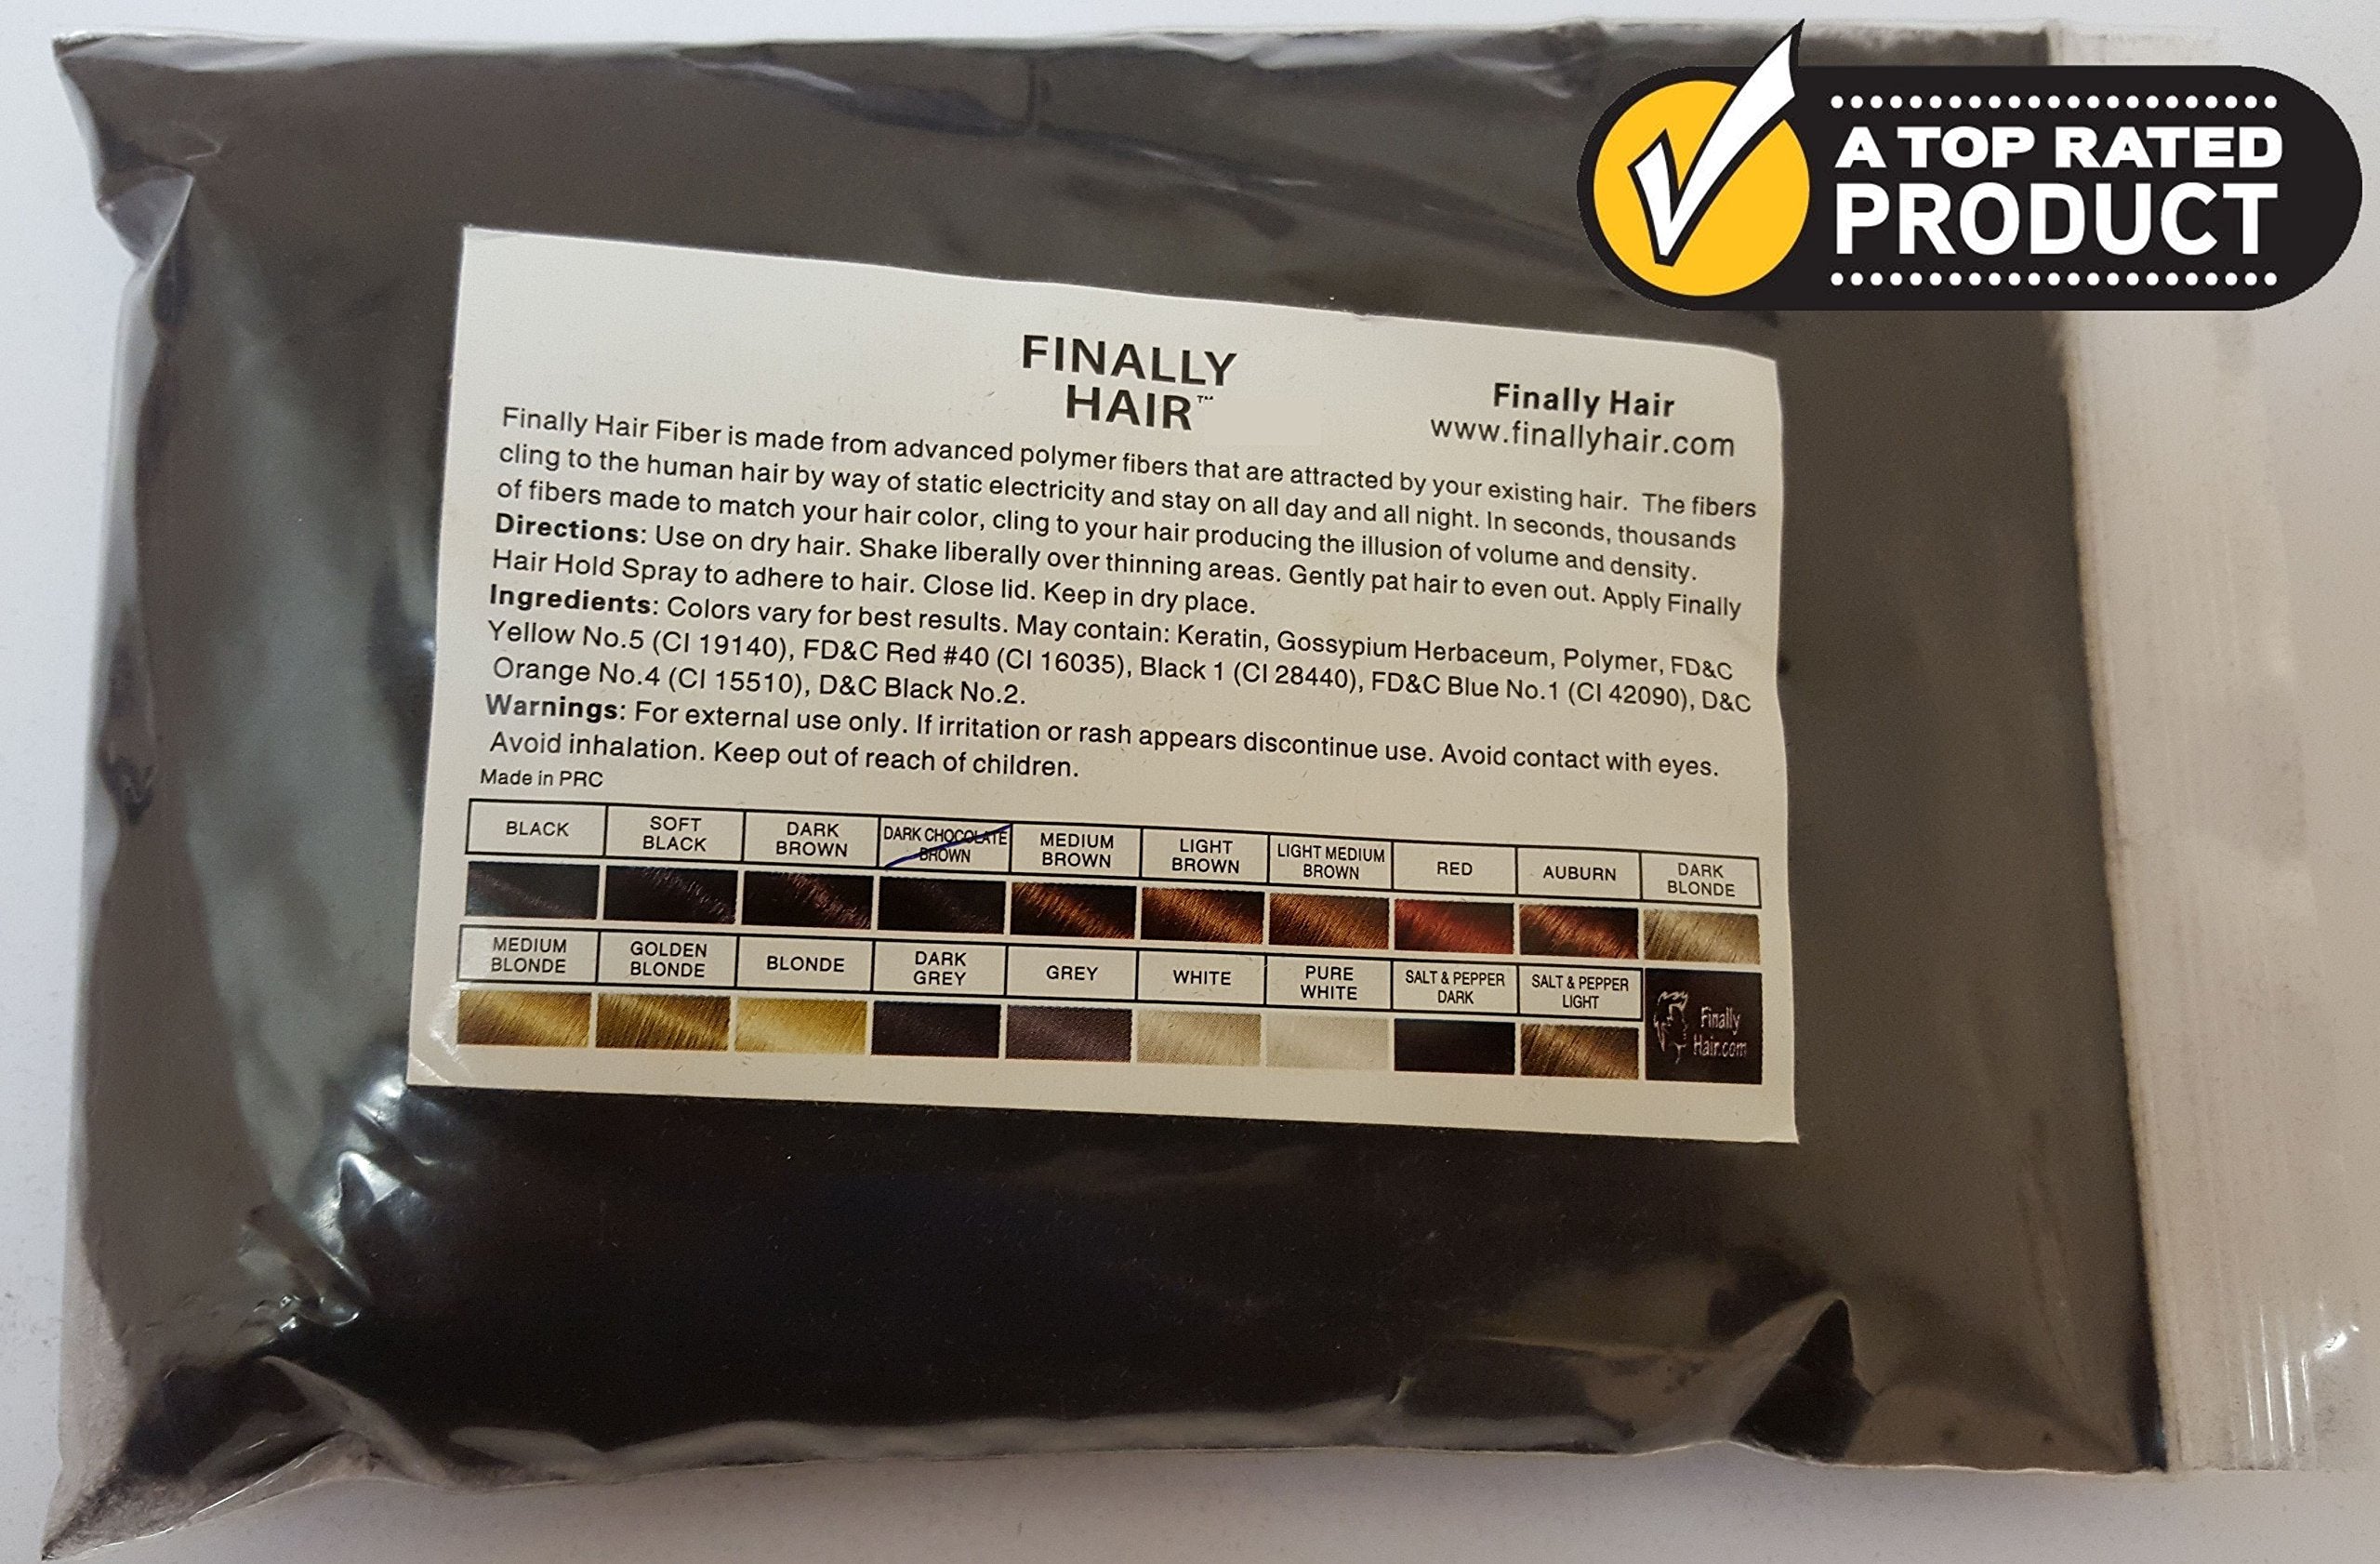 A TOP RATED
PRODUCT
FINALLY
HAIR™
Finally Hair
www.finallyhair.com
Finally Hair Fiber is made from advanced polymer fibers that are attracted by your existing hair. The fibers
cling to the human hair by way of static electricity and stay on all day and all night. In seconds, thousands
of fibers made to match your hair color, cling to your hair producing the illusion of volume and density.
Directions: Use on dry hair. Shake liberally over thinning areas. Gently pat hair to even out. Apply Finally
Hair Hold Spray to adhere to hair. Close lid. Keep in dry place.
Ingredients: Colors vary for best results. May contain: Keratin, Gossypium Herbaceum, Polymer, FD&C
Yellow No.5 (CI 19140), FD&C Red #40 (CI 16035), Black 1 (CI 28440), FD&C Blue No.1 (CI 42090), D&C
Orange No.4 (CI 15510), D&C Black No.2.
Warnings: For external use only. If irritation or rash appears discontinue use. Avoid contact with eyes.
Avoid inhalation. Keep out of reach of children.
Made in PRC
BLACK
SOFT
BLACK
DARK
BROWN
DARK CHOCOLATE
BROWN
MEDIUM
BROWN
LIGHT
BROWN
LIGHT MEDIUM
BROWN
RED
AUBURN
DARK
BLONDE
MEDIUM
BLONDE
GOLDEN
BLONDE
BLONDE
DARK
GREY
GREY
WHITE
PURE
WHITE
SALT & PEPPER
DARK
SALT & PEPPER
LIGHT
Finally
Hair.com